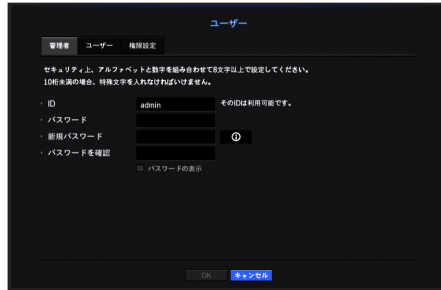 ユーザー
管理者 ユーザー 権限設定
セキュリティ上、アルファベットと数字を組み合わせて8文字以上で設定してください。
10桁未満の場合、特殊文字を入れなければいけません。
ID admin そのIDは利用可能です。
パスワード
新規パスワード
パスワードを確認
パスワードの表示
OK キャンセル